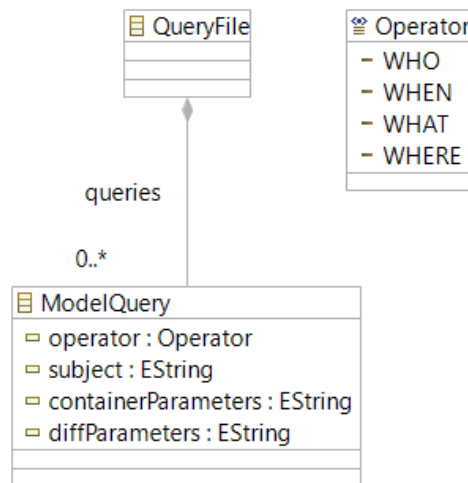 QueryFile
Operator
WHO
WHEN
WHAT
WHERE
queries
0..*
ModelQuery
operator : Operator
subject : EString
containerParameters : EString
diffParameters : EString